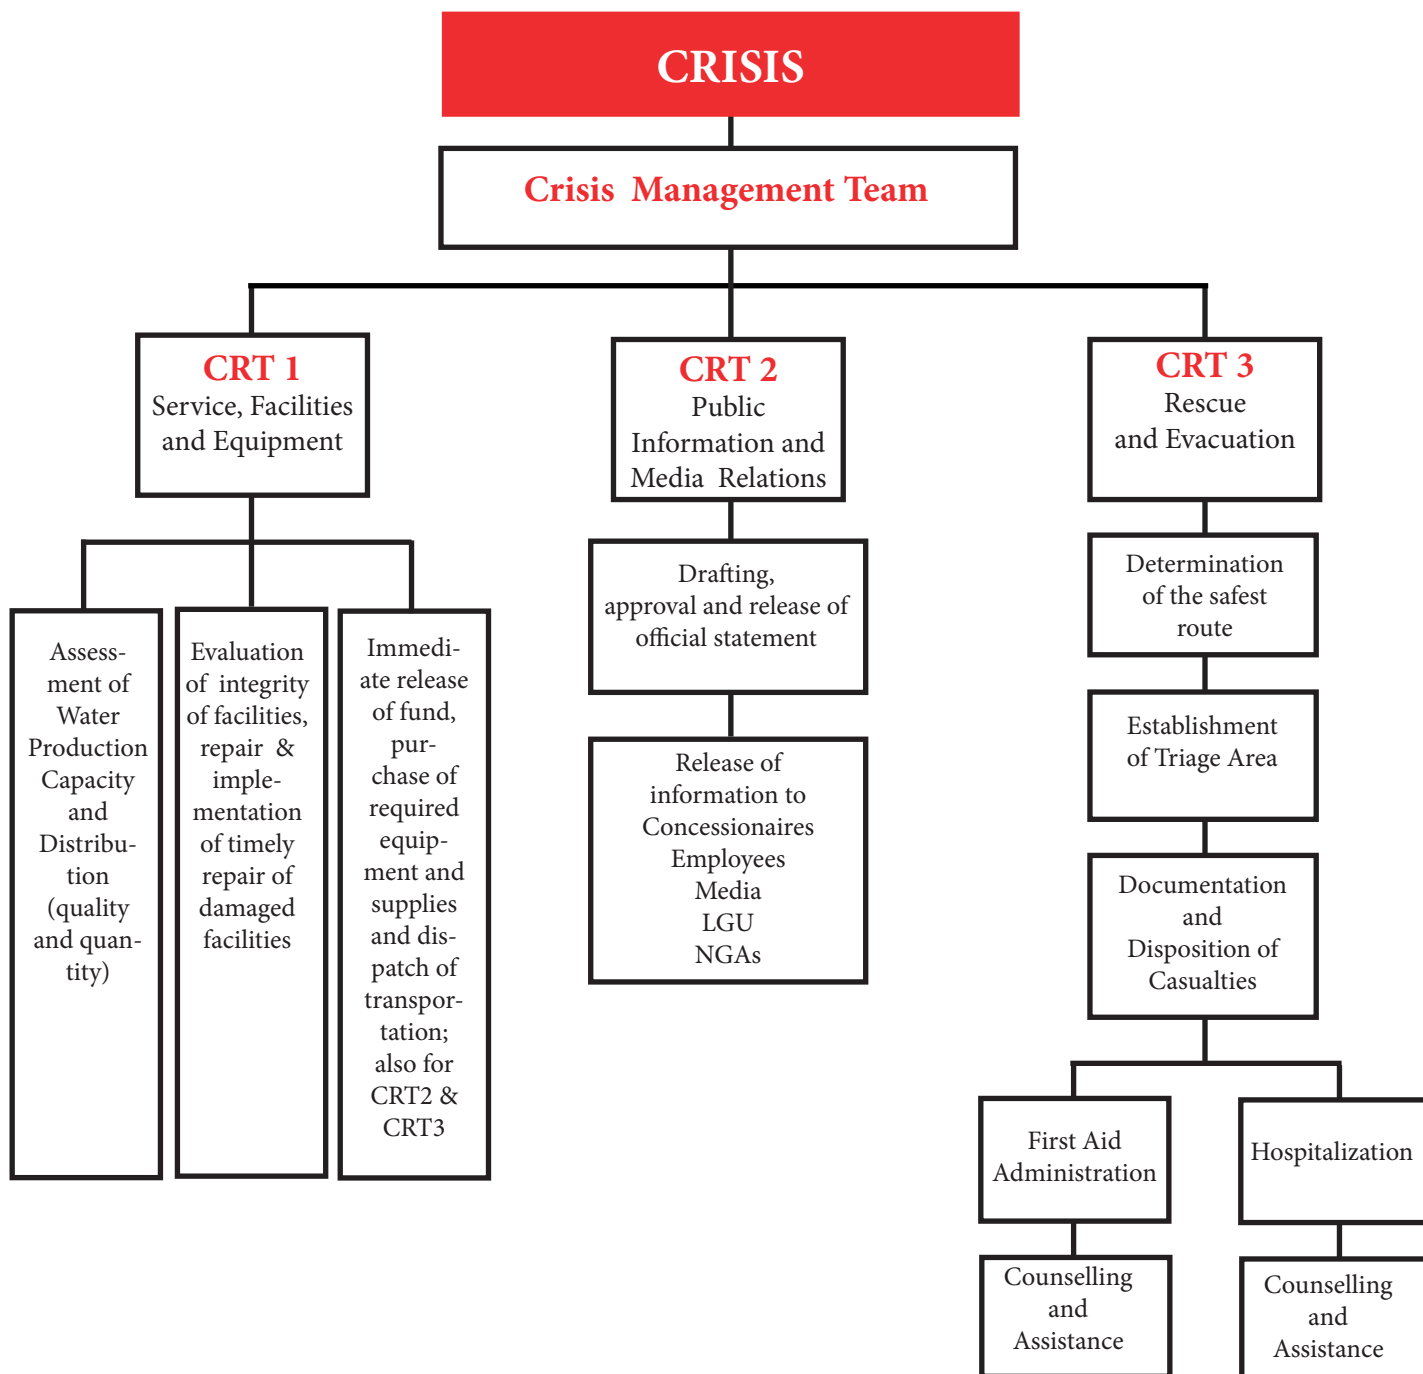 CRISIS
Crisis Management Team
CRT 1
Service, Facilities
and Equipment
CRT 2
Public
Information and
Media Relations
CRT 3
Rescue
and Evacuation
Assess-
ment of
Water
Production
Capacity
and
Distribu-
tion
(quality
and quan-
tity)
Evaluation
of integrity
of facilities,
repair &
imple-
mentation
of timely
repair of
damaged
facilities
Immedi-
ate release
of fund,
pur-
chase of
required
equip-
ment and
supplies
and dis-
patch of
transpor-
tation;
also for
CRT2 &
CRT3
Drafting,
approval and release of
official statement
Release of
information to
Concessionaires
Employees
Media
LGU
NGAs
Determination
of the safest
route
Establishment
of Triage Area
Documentation
and
Disposition of
Casualties
First Aid
Administration
Hospitalization
Counselling
and
Assistance
Counselling
and
Assistance